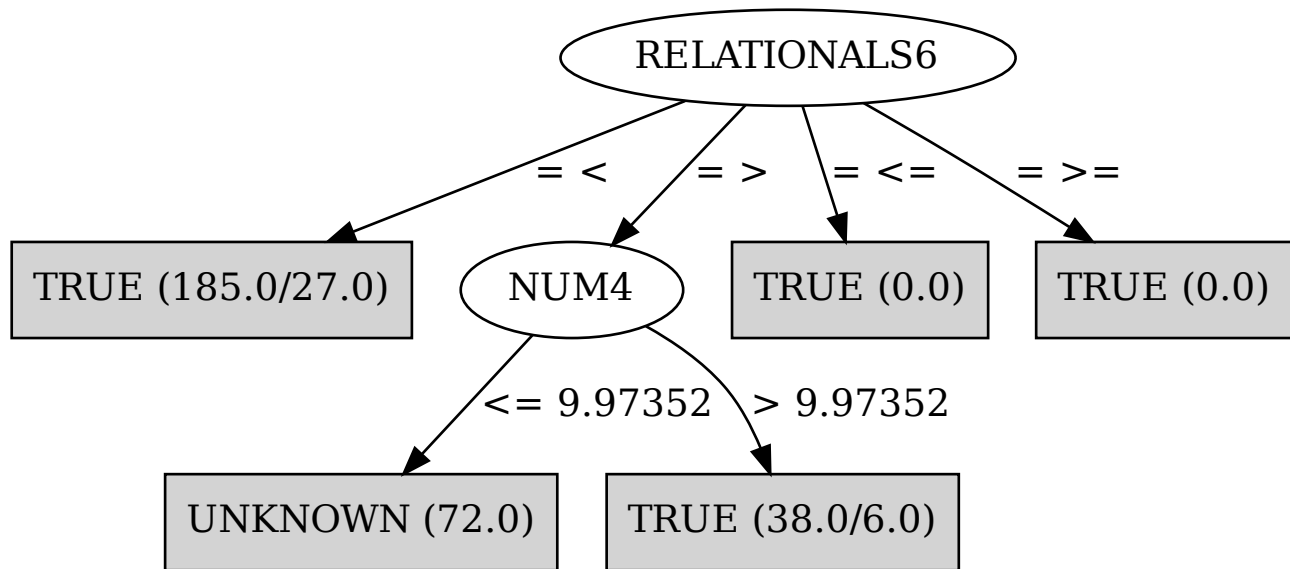 RELATIONALS6
= <
= >
= <=
= >=
TRUE (185.0/27.0)
NUM4
TRUE (0.0)
TRUE (0.0)
<= 9.97352
> 9.97352
UNKNOWN (72.0)
TRUE (38.0/6.0)